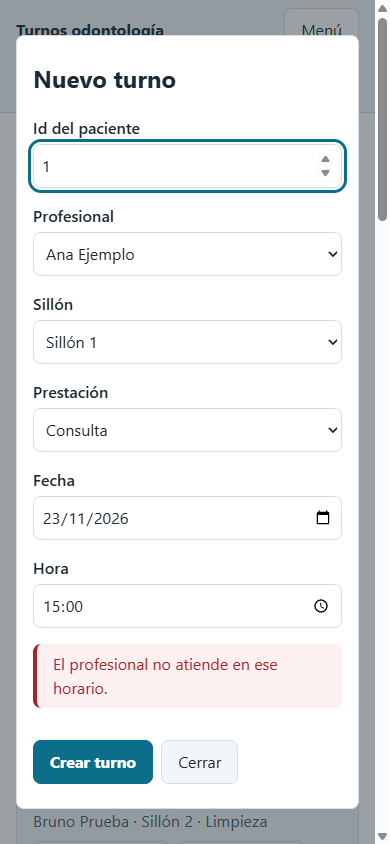 Turnos odontología
Menú
Nuevo turno
Id del paciente
1
Profesional
Ana Ejemplo
Sillón
Sillón 1
Prestación
Consulta
Fecha
23/11/2026
Hora
15:00
El profesional no atiende en ese
horario.
Crear turno
Cerrar
Bruno Prueba · Sillón 2 · Limpieza